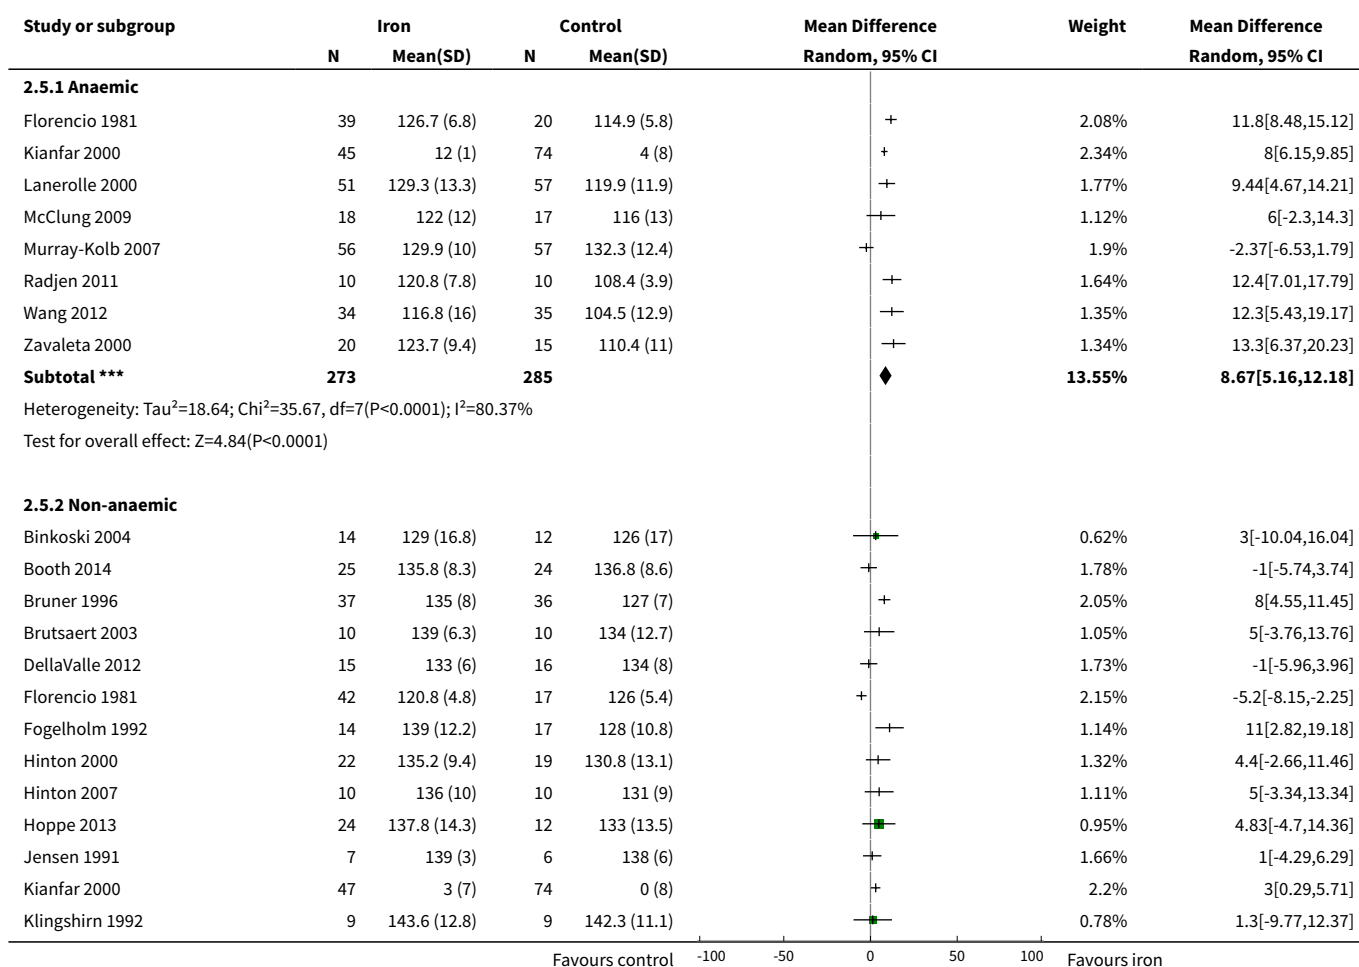 Study or subgroup Iron Control Mean Difference Weight Mean Difference
N Mean(SD) N Mean(SD) Random, 95% CI Random, 95% CI
2.5.1 Anaemic
Florencio 1981 39 126.7 (6.8) 20 114.9 (5.8) 2.08% 11.8[8.48,15.12]
Kianfar 2000 45 12 (1) 74 4 (8) 2.34% 8[6.15,9.85]
Lanerolle 2000 51 129.3 (13.3) 57 119.9 (11.9) 1.77% 9.44[4.67,14.21]
McClung 2009 18 122 (12) 17 116 (13) 1.12% 6[-2.3,14.3]
Murray-Kolb 2007 56 129.9 (10) 57 132.3 (12.4) 1.9% -2.37[-6.53,1.79]
Radjen 2011 10 120.8 (7.8) 10 108.4 (3.9) 1.64% 12.4[7.01,17.79]
Wang 2012 34 116.8 (16) 35 104.5 (12.9) 1.35% 12.3[5.43,19.17]
Zavaleta 2000 20 123.7 (9.4) 15 110.4 (11) 1.34% 13.3[6.37,20.23]
Subtotal *** 273 285 13.55% 8.67[5.16,12.18]
Heterogeneity: Tau²=18.64; Chi²=35.67, df=7(P<0.0001); I²=80.37%
Test for overall effect: Z=4.84(P<0.0001)
2.5.2 Non-anaemic
Binkoski 2004 14 129 (16.8) 12 126 (17) 0.62% 3[-10.04,16.04]
Booth 2014 25 135.8 (8.3) 24 136.8 (8.6) 1.78% -1[-5.74,3.74]
Bruner 1996 37 135 (8) 36 127 (7) 2.05% 8[4.55,11.45]
Brutsaert 2003 10 139 (6.3) 10 134 (12.7) 1.05% 5[-3.76,13.76]
DellaValle 2012 15 133 (6) 16 134 (8) 1.73% -1[-5.96,3.96]
Florencio 1981 42 120.8 (4.8) 17 126 (5.4) 2.15% -5.2[-8.15,-2.25]
Fogelholm 1992 14 139 (12.2) 17 128 (10.8) 1.14% 11[2.82,19.18]
Hinton 2000 22 135.2 (9.4) 19 130.8 (13.1) 1.32% 4.4[-2.66,11.46]
Hinton 2007 10 136 (10) 10 131 (9) 1.11% 5[-3.34,13.34]
Hoppe 2013 24 137.8 (14.3) 12 133 (13.5) 0.95% 4.83[-4.7,14.36]
Jensen 1991 7 139 (3) 6 138 (6) 1.66% 1[-4.29,6.29]
Kianfar 2000 47 3 (7) 74 0 (8) 2.2% 3[0.29,5.71]
Klingshirn 1992 9 143.6 (12.8) 9 142.3 (11.1) 0.78% 1.3[-9.77,12.37]
Favours control -100 -50 0 50 100 Favours iron